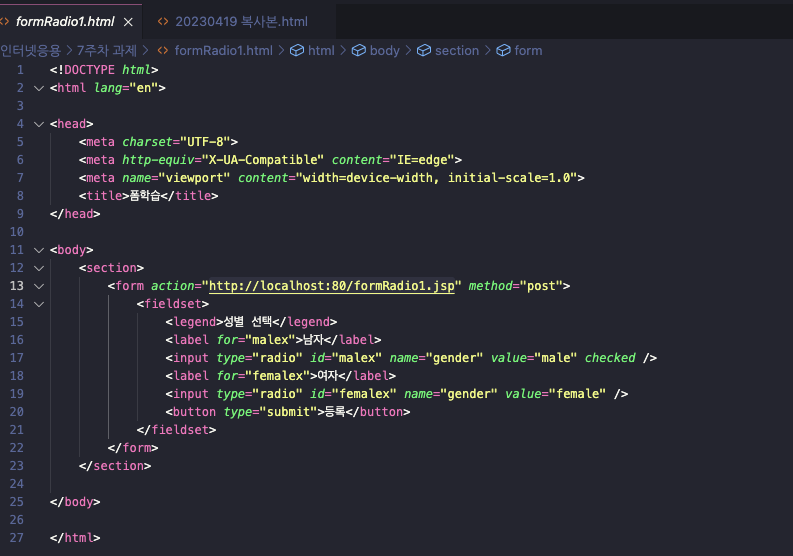 formRadio1.html × 20230419 복사본.html
인터넷응용 > 7주차 과제 > formRadio1.html > html > body > section > form
1 <!DOCTYPE html>
2 <html lang="en">
3
4 <head>
5 <meta charset="UTF-8">
6 <meta http-equiv="X-UA-Compatible" content="IE=edge">
7 <meta name="viewport" content="width=device-width, initial-scale=1.0">
8 <title>폼학습</title>
9 </head>
10
11 <body>
12 <section>
13 <form action="http://localhost:80/formRadio1.jsp" method="post">
14 <fieldset>
15 <legend>성별 선택</legend>
16 <label for="malex">남자</label>
17 <input type="radio" id="malex" name="gender" value="male" checked />
18 <label for="femalex">여자</label>
19 <input type="radio" id="femalex" name="gender" value="female" />
20 <button type="submit">등록</button>
21 </fieldset>
22 </form>
23 </section>
24
25 </body>
26
27 </html>